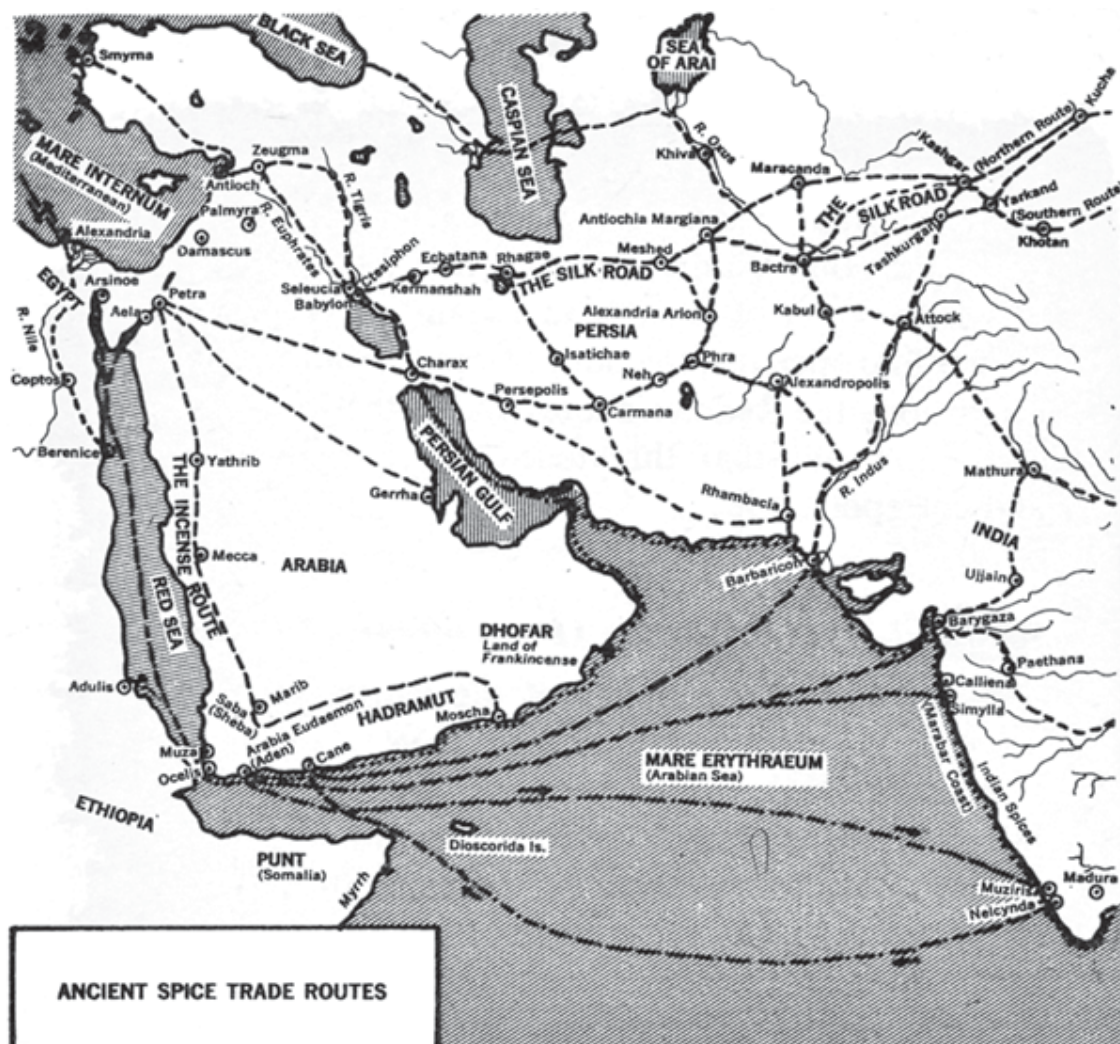 BLACK SEA
SEA
OF ARAI
Smyrna
CASPIAN SEA
Kucha
(Northern Route)
Kashgar
R. Oxus
Khiva
Maracanda
MARE INTERNUM
(Mediterranean)
Zeugma
Antioch
R. Tigris
THE SILK ROAD
Yarkand
(Southern Route)
Khotan
Palmyra
R. Euphrates
Antiochia Margiana
Tashkurgan
Alexandria
Damascus
Ctesiphon
Ecbatana
Rhagae
Meshed
Bactra
EGYPT
Arsinoe
Seleucia
Kermanshah
THE SILK ROAD
Babylon
Petra
Aela
R. Nile
PERSIA
Alexandria Arion
Kabul
Attock
Isatichae
Phra
Coptos
Charax
Neh
Alexandropolis
Persepolis
Carmana
Berenice
Yathrib
PERSIAN GULF
R. Indus
Mathura
THE INCENSE ROUTE
Gerrha
Rhambacia
INDIA
Mecca
ARABIA
Barbaricon
Ujjain
RED SEA
Barygaza
DHOFAR
Land of
Frankincense
Paethana
Adulis
Marib
Calliena
Saba
(Sheba)
Simylla
HADRAMUT
Moscha
Arabia Eudaemon
(Aden)
(Marabar Coast)
Muza
Cane
Ocelis
MARE ERYTHRAEUM
(Arabian Sea)
Indian Spices
ETHIOPIA
Dioscorida Is.
PUNT
(Somalia)
Myrrh
Madura
Muziris
Nelcynda
ANCIENT SPICE TRADE ROUTES